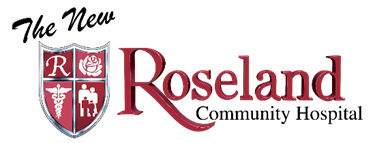 The New
R
Roseland
Community Hospital